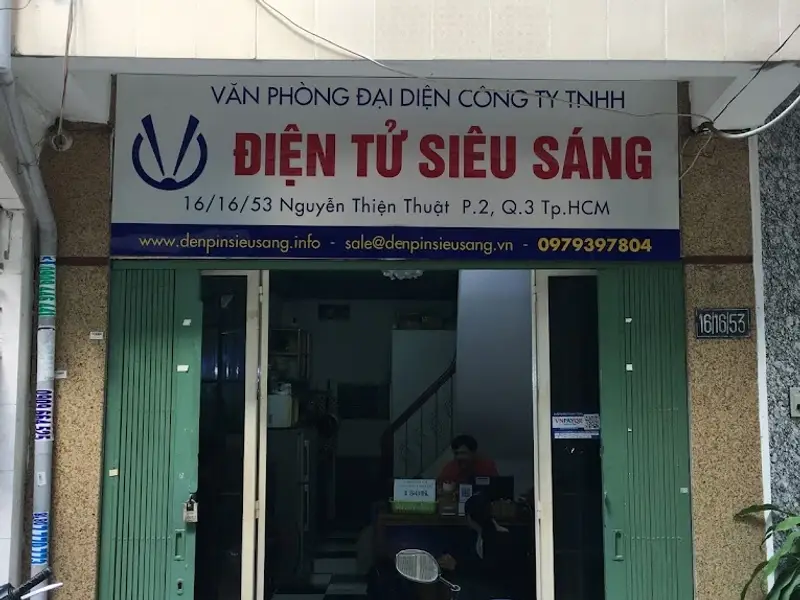 VĂN PHÒNG ĐẠI DIỆN CÔNG TY TNHH
ĐIỆN TỬ SIÊU SÁNG
16/16/53 Nguyễn Thiện Thuật P.2, Q.3 Tp.HCM
www.denpinsieusang.info - sale@denpinsieusang.vn - 0979397804
16/16/53
VNPAYQR